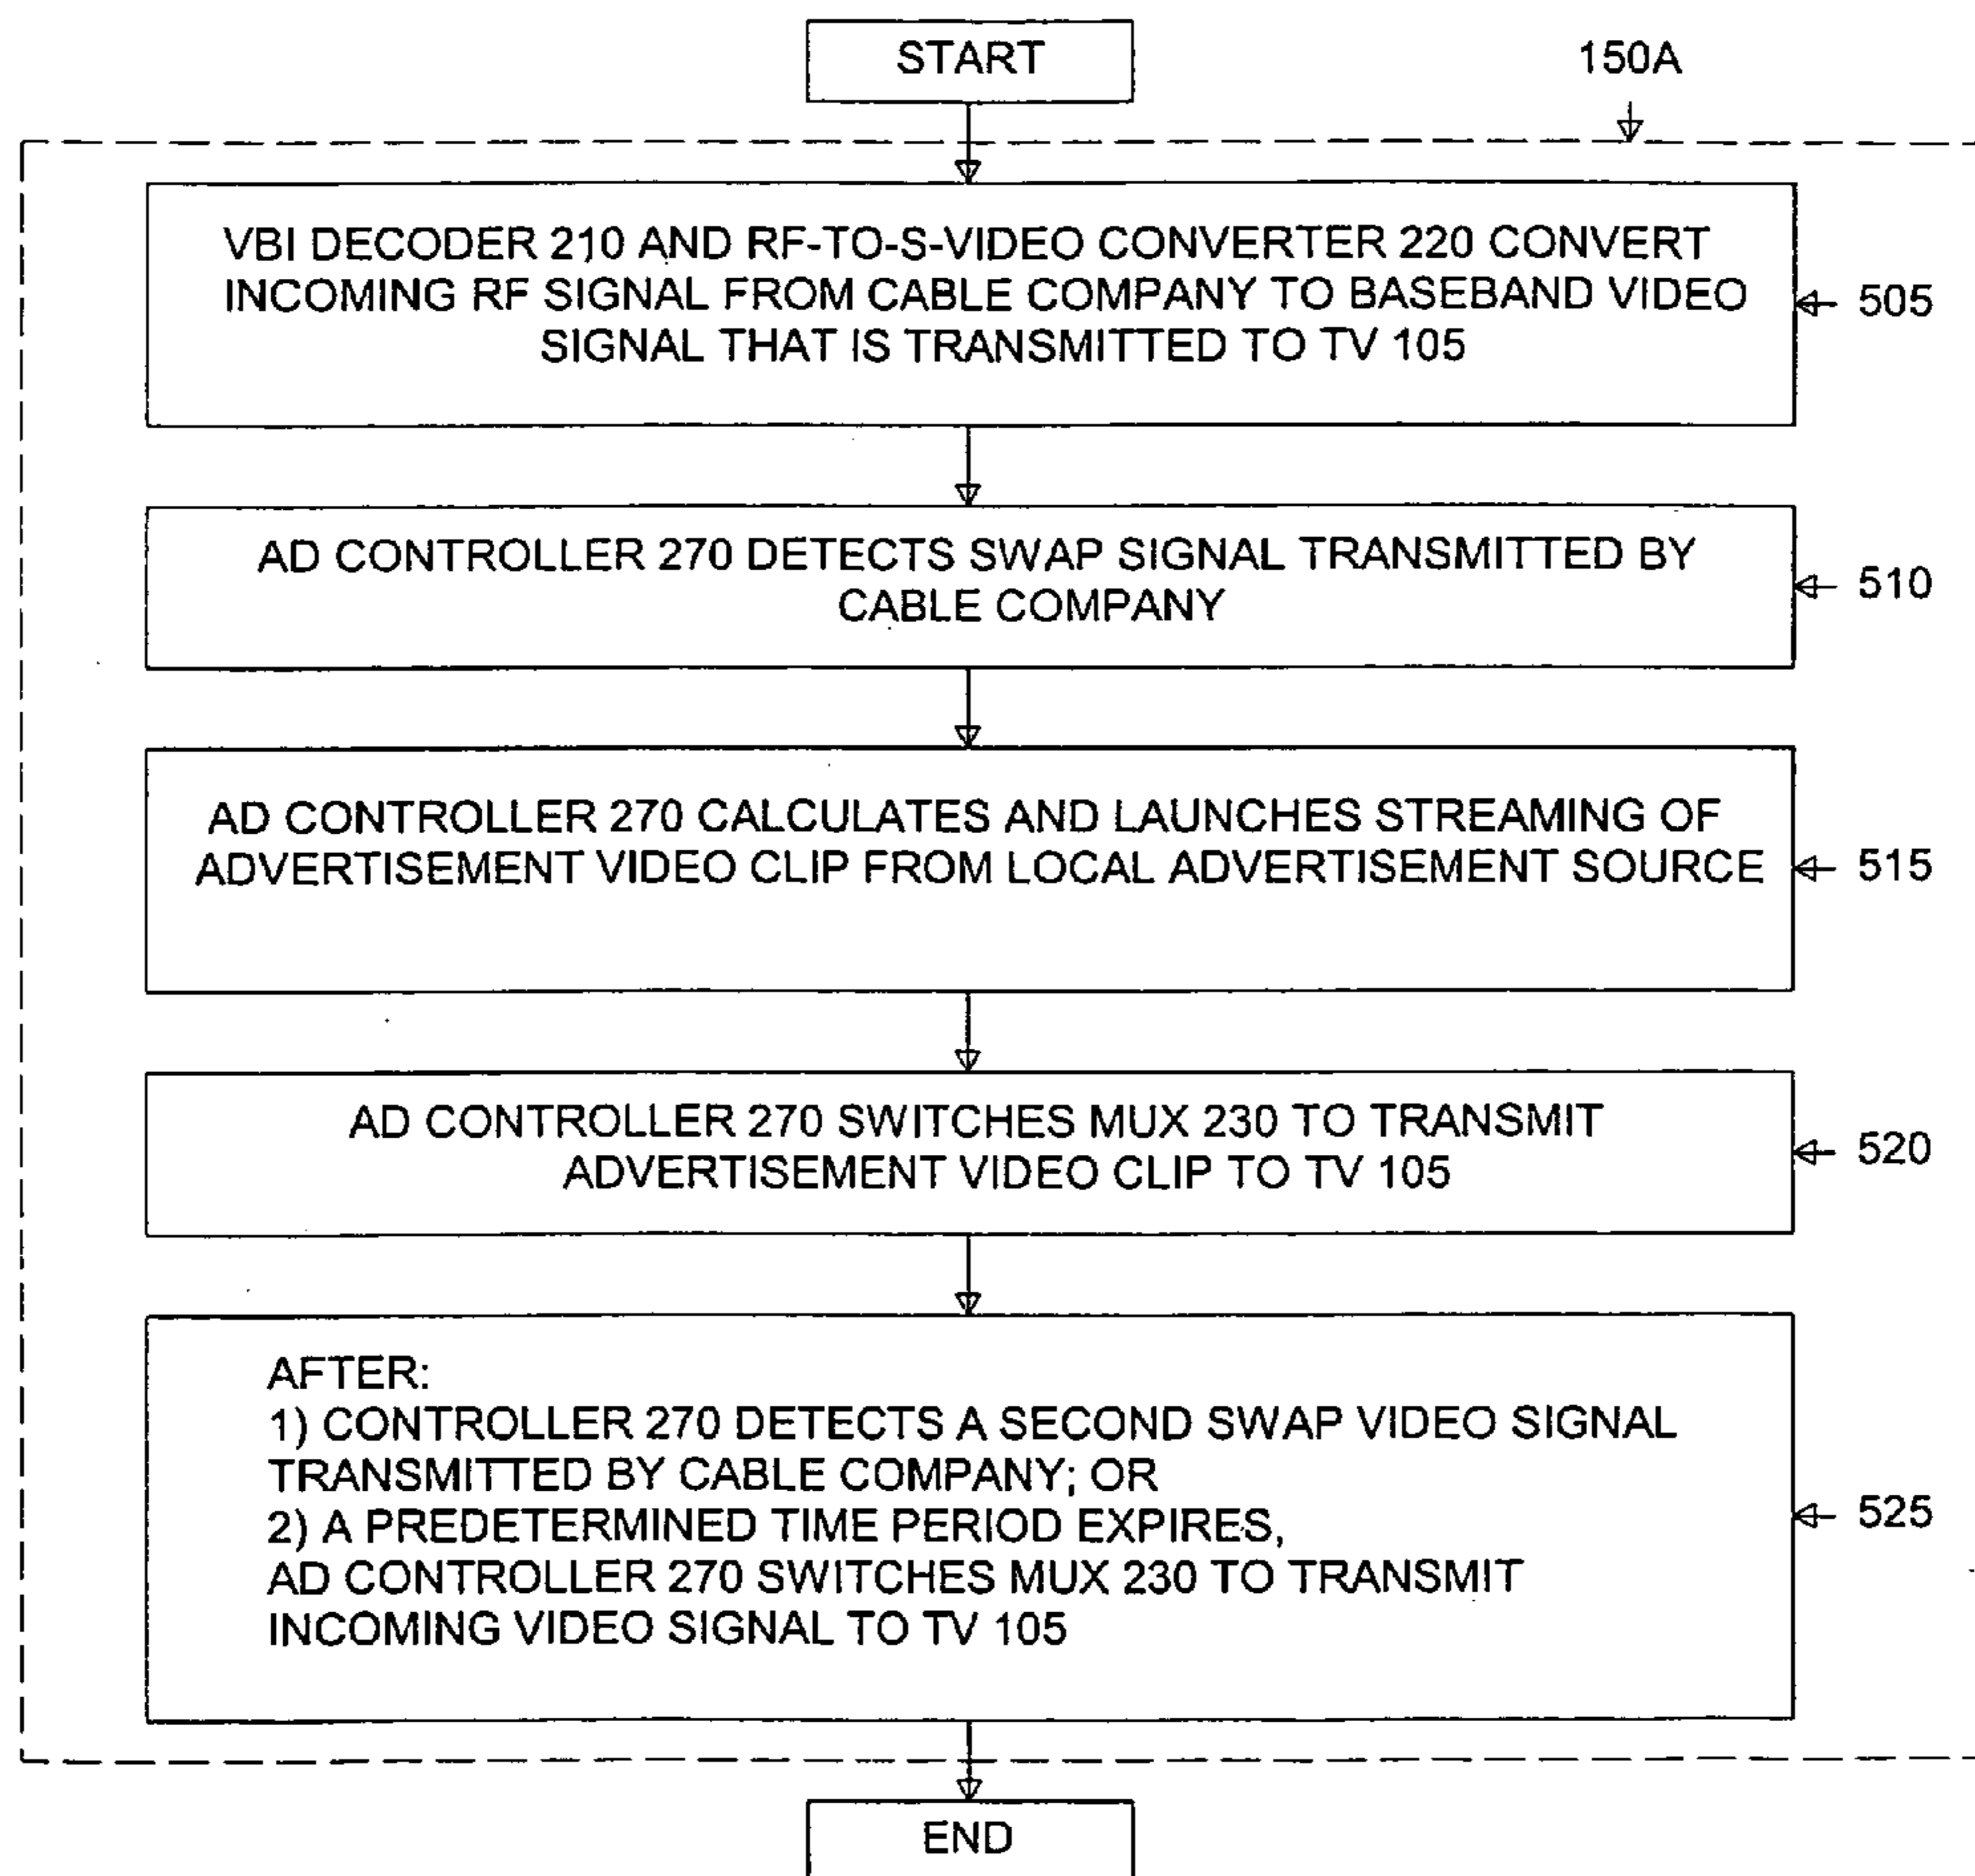 START
150A
VBI DECODER 210 AND RF-TO-S-VIDEO CONVERTER 220 CONVERT
INCOMING RF SIGNAL FROM CABLE COMPANY TO BASEBAND VIDEO
SIGNAL THAT IS TRANSMITTED TO TV 105
505
AD CONTROLLER 270 DETECTS SWAP SIGNAL TRANSMITTED BY
CABLE COMPANY
510
AD CONTROLLER 270 CALCULATES AND LAUNCHES STREAMING OF
ADVERTISEMENT VIDEO CLIP FROM LOCAL ADVERTISEMENT SOURCE
515
AD CONTROLLER 270 SWITCHES MUX 230 TO TRANSMIT
ADVERTISEMENT VIDEO CLIP TO TV 105
520
AFTER:
1) CONTROLLER 270 DETECTS A SECOND SWAP VIDEO SIGNAL
TRANSMITTED BY CABLE COMPANY; OR
2) A PREDETERMINED TIME PERIOD EXPIRES,
AD CONTROLLER 270 SWITCHES MUX 230 TO TRANSMIT
INCOMING VIDEO SIGNAL TO TV 105
525
END